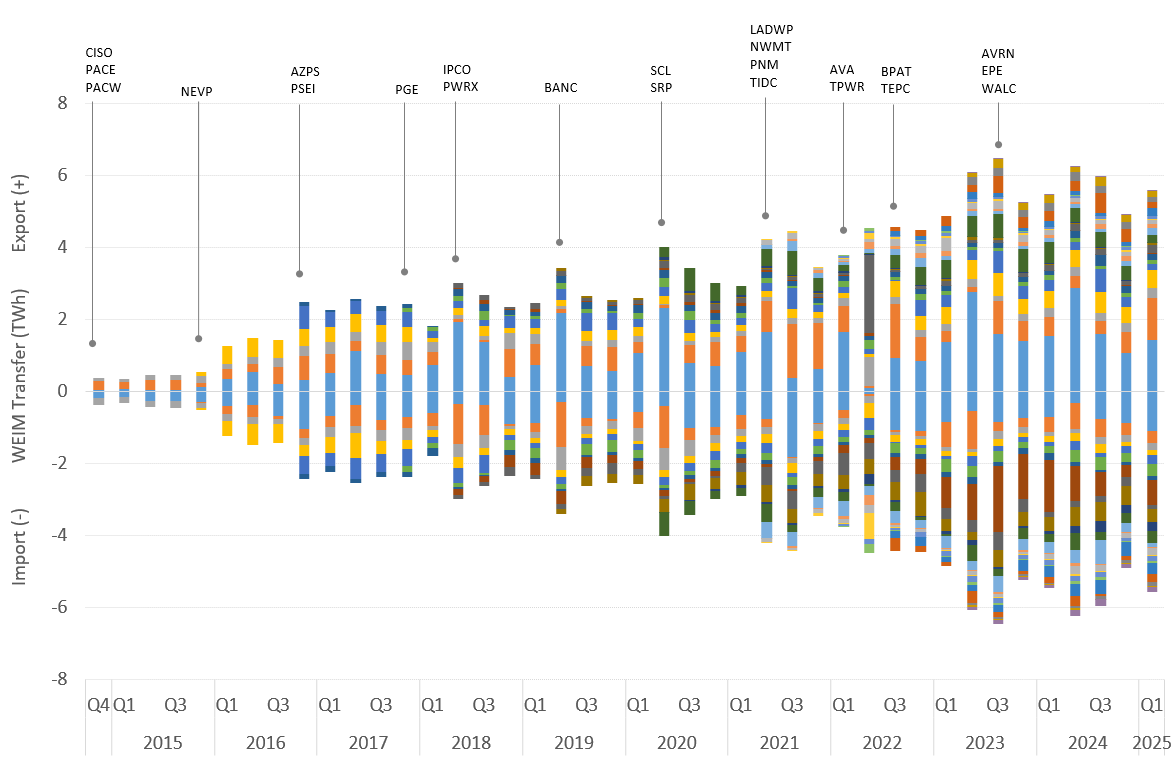 LADWP
NWMT
PNM
TIDC
CISO
PACE
PACW
NEVP
AZPS
PSEI
PGE
IPCO
PWRX
BANC
SCL
SRP
AVA
TPWR
BPAT
TEPC
AVRN
EPE
WALC
Export (+)
WEIM Transfer (TWh)
Import (-)
8
6
4
2
0
-2
-4
-6
-8
Q4 Q1 Q3 Q1 Q3 Q1 Q3 Q1 Q3 Q1 Q3 Q1 Q3 Q1 Q3 Q1 Q3 Q1 Q3 Q1 Q3 Q1
2015 2016 2017 2018 2019 2020 2021 2022 2023 2024 2025